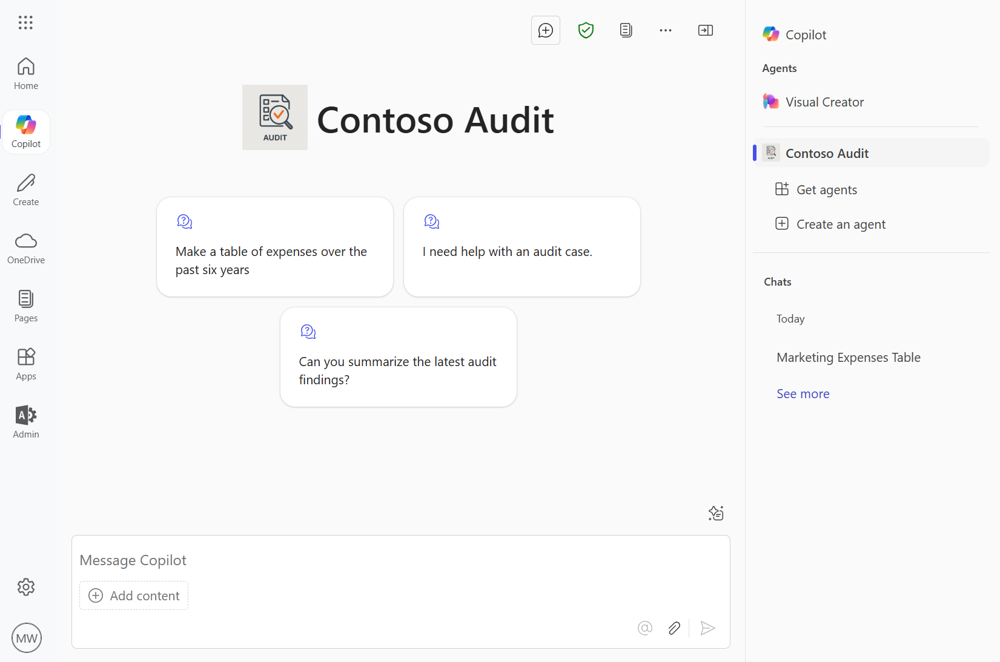 Home
Copilot
Create
OneDrive
Pages
Apps
Admin
MW
AUDIT
Contoso Audit
Make a table of expenses over the
past six years
I need help with an audit case.
Can you summarize the latest audit
findings?
Message Copilot
Add content
Copilot
Agents
Visual Creator
AUDIT
Contoso Audit
Get agents
Create an agent
Chats
Today
Marketing Expenses Table
See more